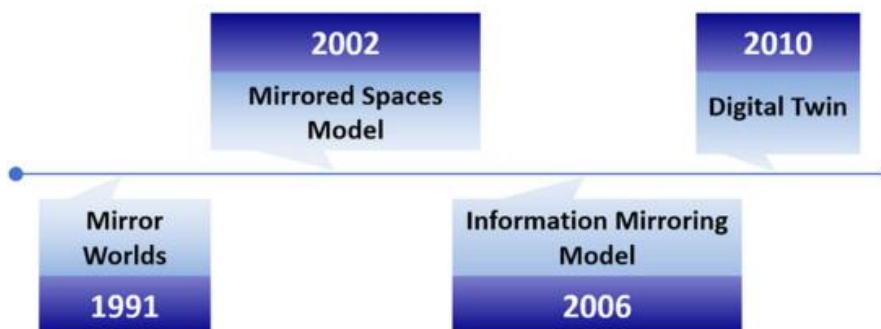 2002
Mirrored Spaces
Model
2010
Digital Twin
Mirror
Worlds
1991
Information Mirroring
Model
2006